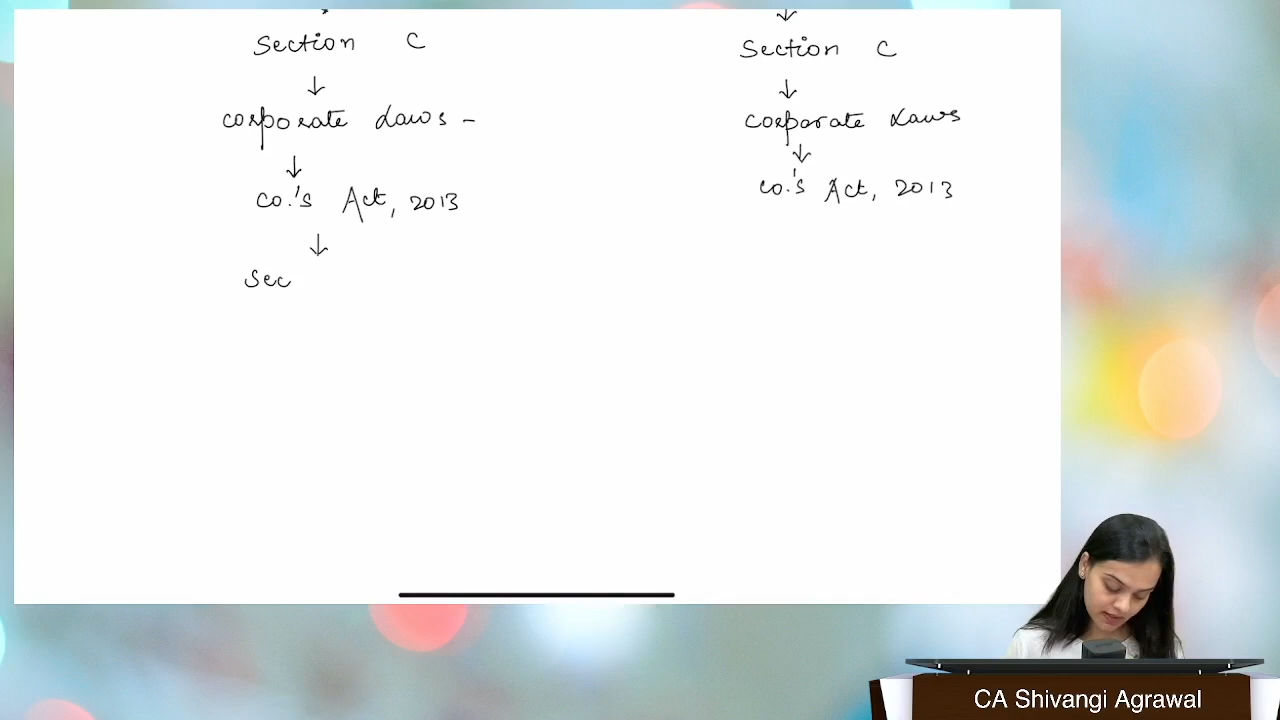 Section C
corporate Laws -
co.'s Act, 2013
Sec
Section C
corporate Laws
co.'s Act, 2013
CA Shivangi Agrawal